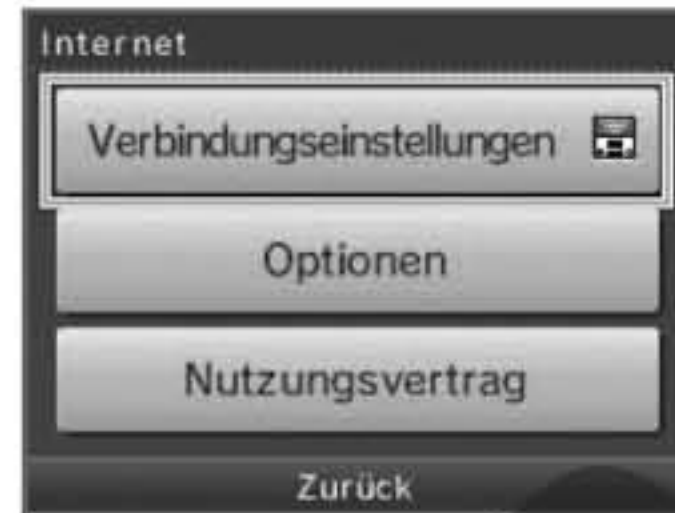 Internet
Verbindungseinstellungen
Optionen
Nutzungsvertrag
Zurück